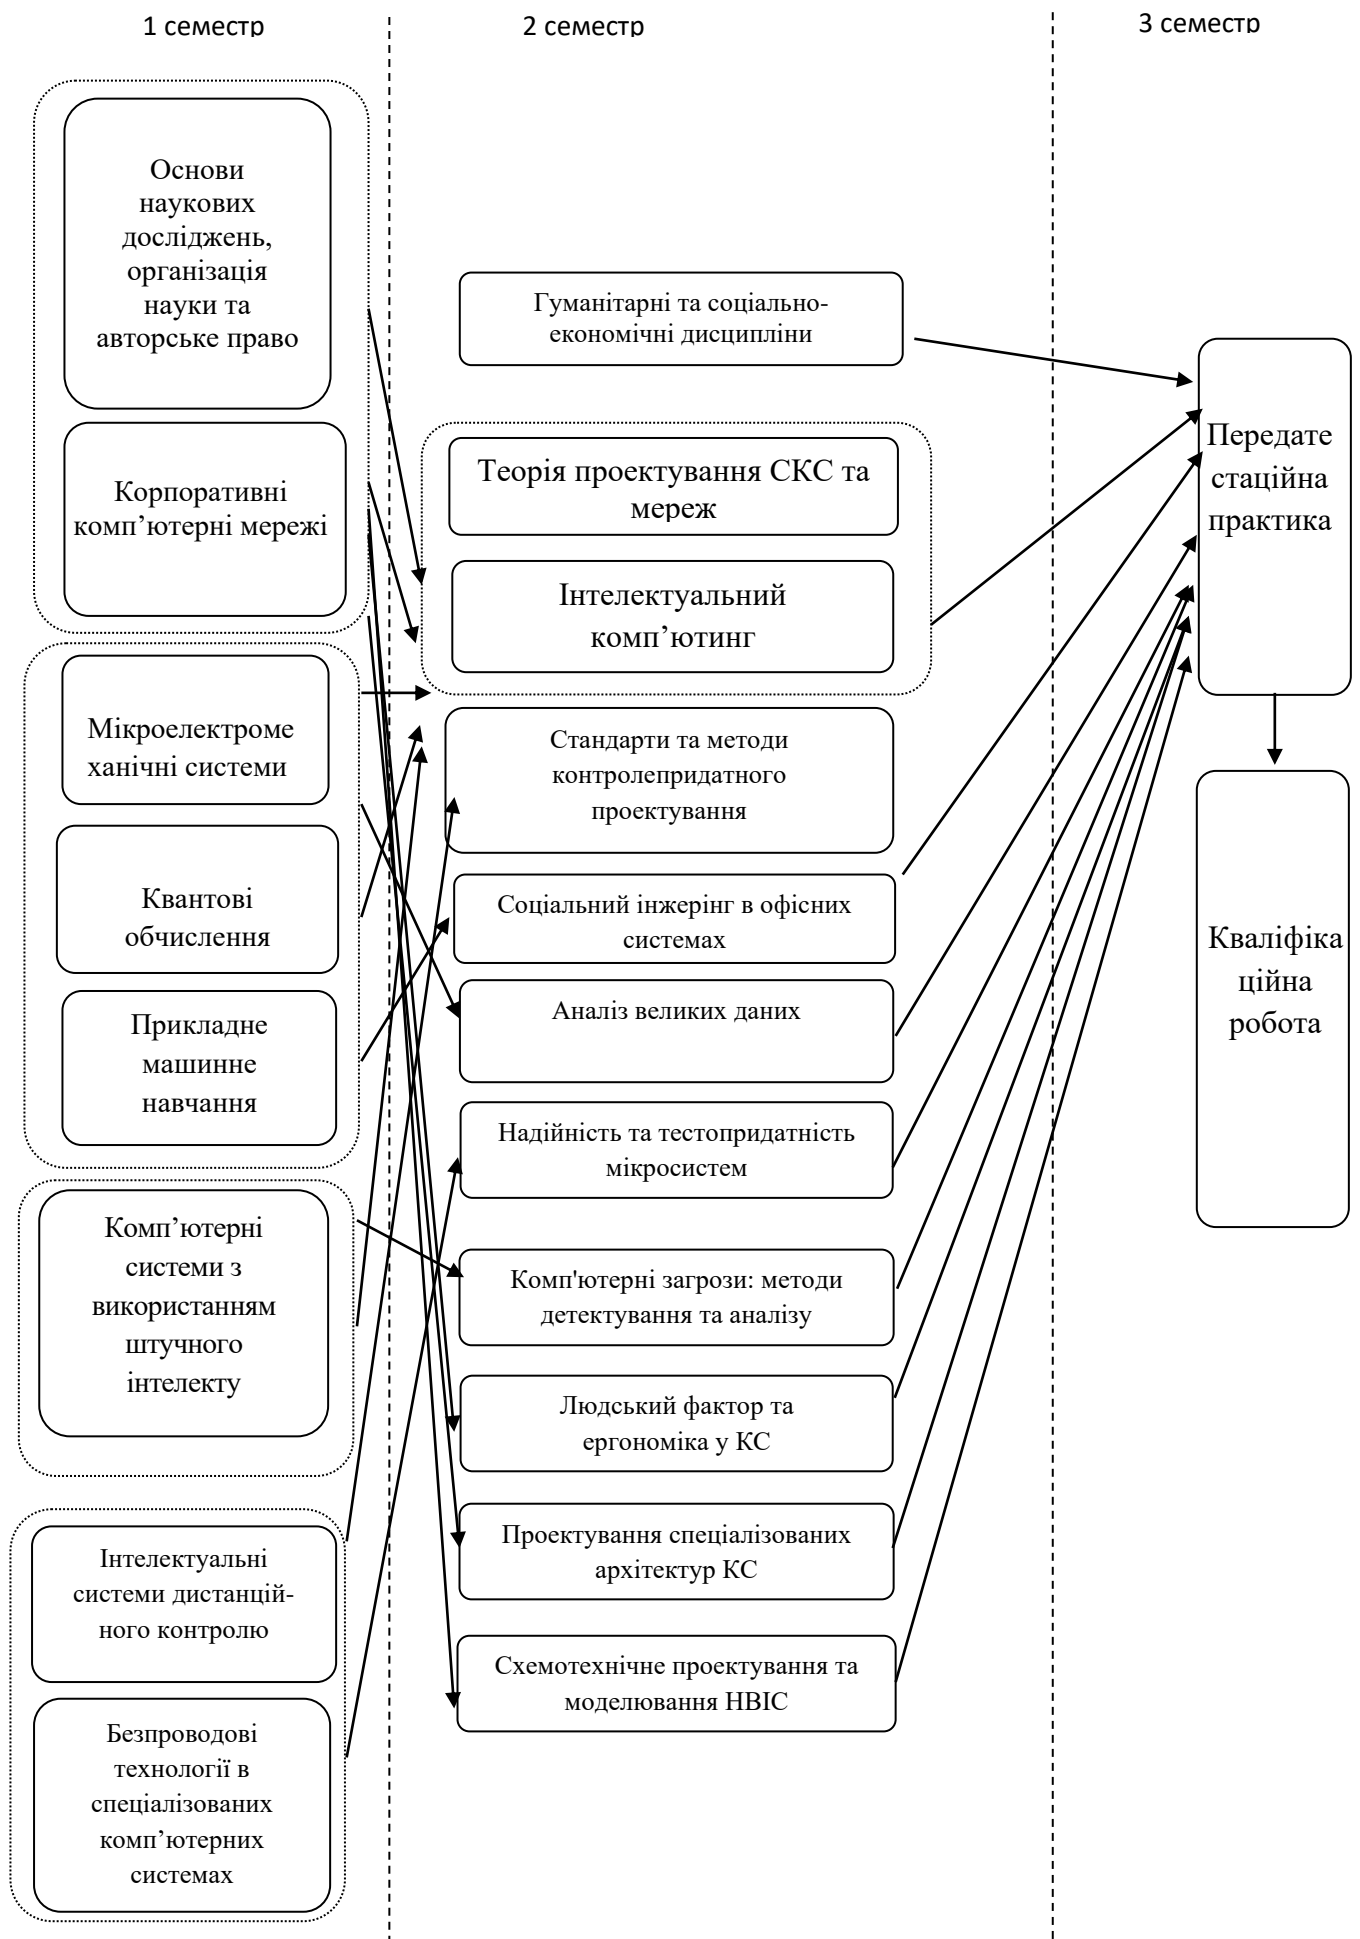 1 семестр
2 семестр
3 семестр
Основи
наукових
досліджень,
організація
науки та
авторське право
Корпоративні
комп’ютерні мережі
Мікроелектроме
ханічні системи
Квантові
обчислення
Прикладне
машинне
навчання
Комп’ютерні
системи з
використанням
штучного
інтелекту
Інтелектуальні
системи дистанцій-
ного контролю
Безпроводові
технології в
спеціалізованих
комп’ютерних
системах
Гуманітарні та соціально-
економічні дисципліни
Теорія проектування СКС та
мереж
Інтелектуальний
комп’ютинг
Стандарти та методи
контролепридатного
проектування
Соціальний інжерінг в офісних
системах
Аналіз великих даних
Надійність та тестопридатність
мікросистем
Комп'ютерні загрози: методи
детектування та аналізу
Людський фактор та
ергономіка у КС
Проектування спеціалізованих
архітектур КС
Схемотехнічне проектування та
моделювання НВІС
Передате
стаційна
практика
Кваліфіка
ційна
робота